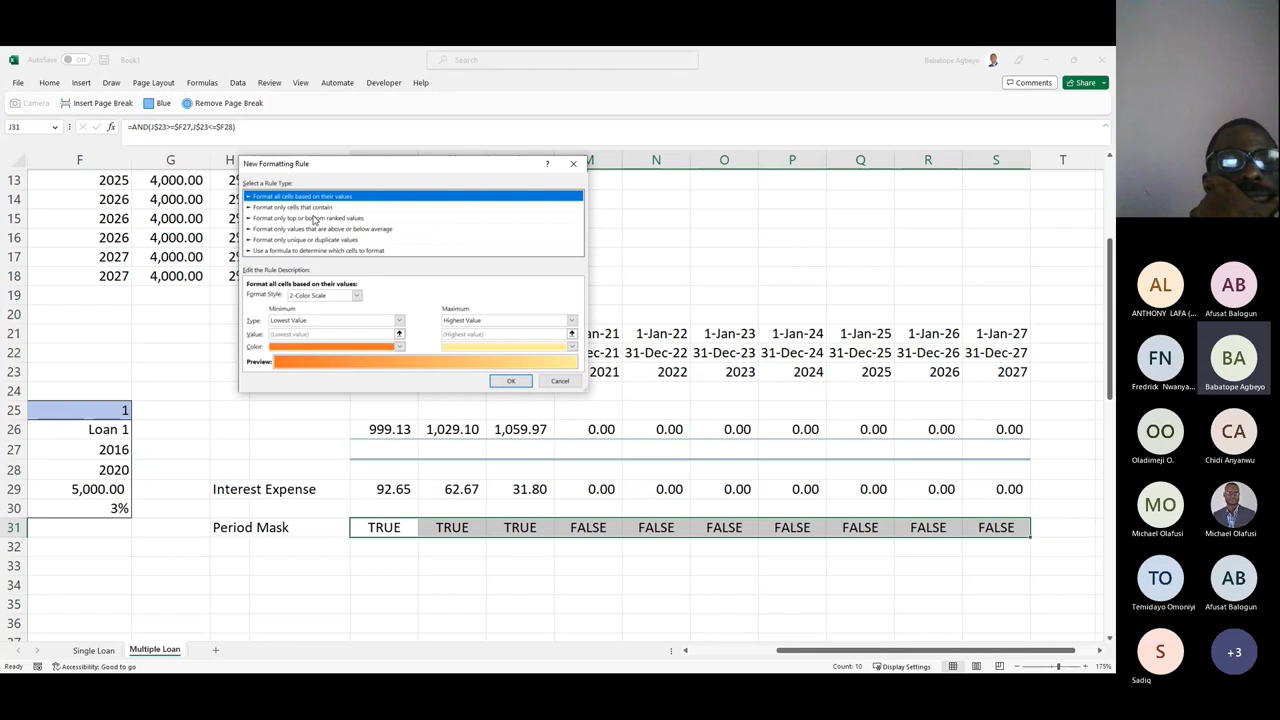 AutoSave Off Book1 Search Babatope Agbeyo
File Home Insert Draw Page Layout Formulas Data Review View Automate Developer Help Comments Share
Camera Insert Page Break Blue Remove Page Break
J31 fx =AND(J$23>=$F27,J$23<=$F28)
F G H N O P Q R S T
New Formatting Rule ?
Select a Rule Type:
Format all cells based on their values
Format only cells that contain
Format only top or bottom ranked values
Format only values that are above or below average
Format only unique or duplicate values
Use a formula to determine which cells to format
Edit the Rule Description:
Format all cells based on their values:
Format Style: 2-Color Scale
Minimum Maximum
Type: Lowest Value Highest Value
Value: (Lowest value) (Highest value)
Color:
Preview:
OK Cancel
13 2025 4,000.00
14 2026 4,000.00
15 2026 4,000.00
16 2026 4,000.00
17 2027 4,000.00
18 2027 4,000.00
19
20
21 an-21 1-Jan-22 1-Jan-23 1-Jan-24 1-Jan-25 1-Jan-26 1-Jan-27
22 ec-21 31-Dec-22 31-Dec-23 31-Dec-24 31-Dec-25 31-Dec-26 31-Dec-27
23 2021 2022 2023 2024 2025 2026 2027
24
25 1
26 Loan 1 999.13 1,029.10 1,059.97 0.00 0.00 0.00 0.00 0.00 0.00 0.00
27 2016
28 2020
29 5,000.00 Interest Expense 92.65 62.67 31.80 0.00 0.00 0.00 0.00 0.00 0.00 0.00
30 3%
31 Period Mask TRUE TRUE TRUE FALSE FALSE FALSE FALSE FALSE FALSE FALSE
32
33
34
35
36
Single Loan Multiple Loan +
Ready Accessibility: Good to go Count: 10 Display Settings 175%
AL AB
ANTHONY LAFA (... Afusat Balogun
FN BA
Fredrick Nwanya... Babatope Agbeyo
OO CA
Oladimeji O. Chidi Anyanwu
MO
Michael Olafusi Michael Olafusi
TO AB
Temidayo Omoniyi Afusat Balogun
S +3
Sadiq